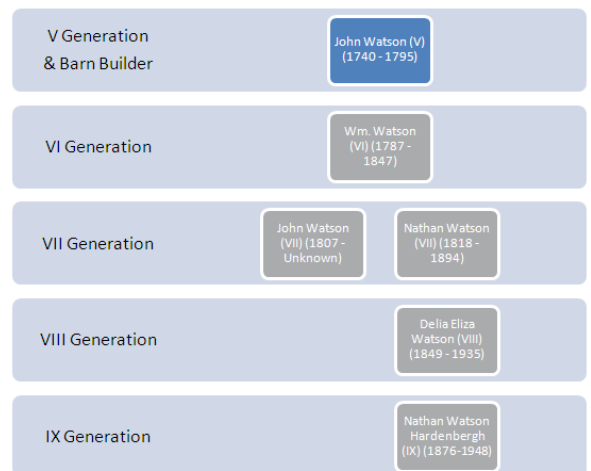 V Generation
& Barn Builder
John Watson (V)
(1740 - 1795)
VI Generation
Wm. Watson
(VI) (1787 -
1847)
VII Generation
John Watson
(VII) (1807 -
Unknown)
Nathan Watson
(VII) (1818 -
1894)
VIII Generation
Delia Eliza
Watson (VIII)
(1849 - 1935)
IX Generation
Nathan Watson
Hardenbergh
(IX) (1876-1948)